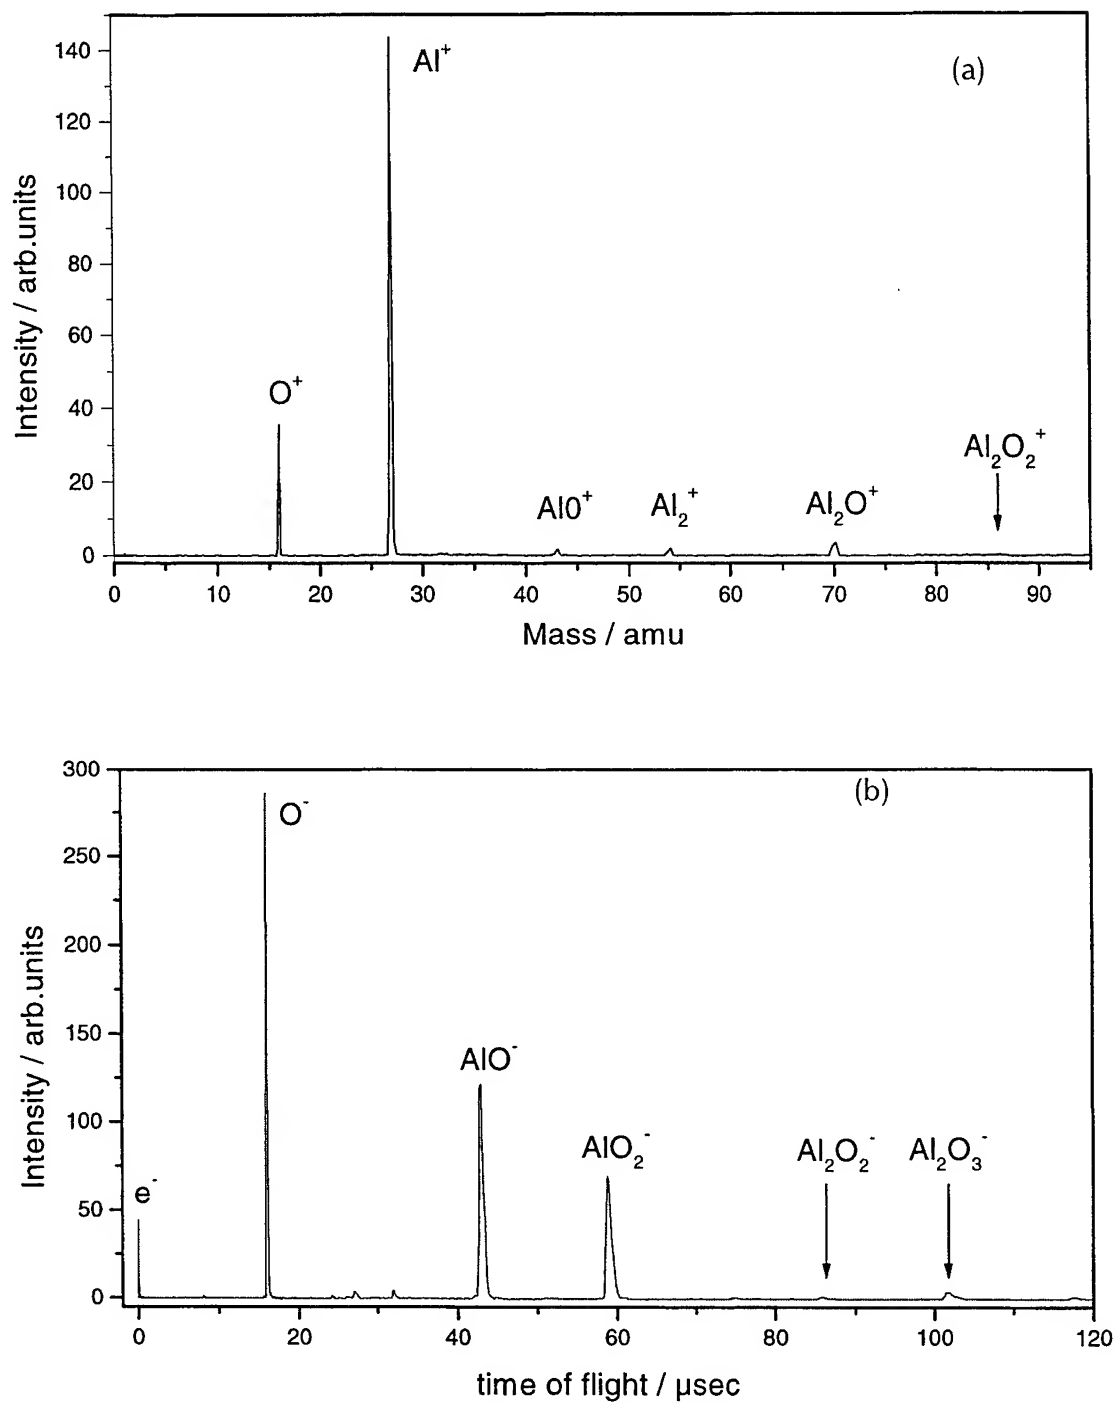 (a)
Intensity / arb.units
140
120
100
80
60
40
20
0
O⁺
Al⁺
Al0⁺
Al₂⁺
Al₂O⁺
Al₂O₂⁺
0 10 20 30 40 50 60 70 80 90
Mass / amu
(b)
Intensity / arb.units
300
250
200
150
100
50
0
e⁻
O⁻
AlO⁻
AlO₂⁻
Al₂O₂⁻
Al₂O₃⁻
0 20 40 60 80 100 120
time of flight / μsec